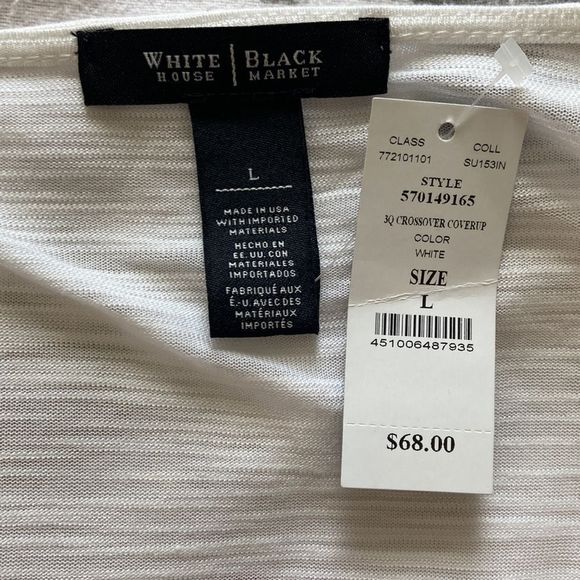 WHITE | BLACK
HOUSE | MARKET
L
MADE IN USA
WITH IMPORTED
MATERIALS
HECHO EN
EE.UU. CON
MATERIALES
IMPORTADOS
FABRIQUÉ AUX
É.-U. AVEC DES
MATÉRIAUX
IMPORTÉS
CLASS COLL
772101101 SU153IN
STYLE
570149165
3Q CROSSOVER COVERUP
COLOR
WHITE
SIZE
L
451006487935
$68.00